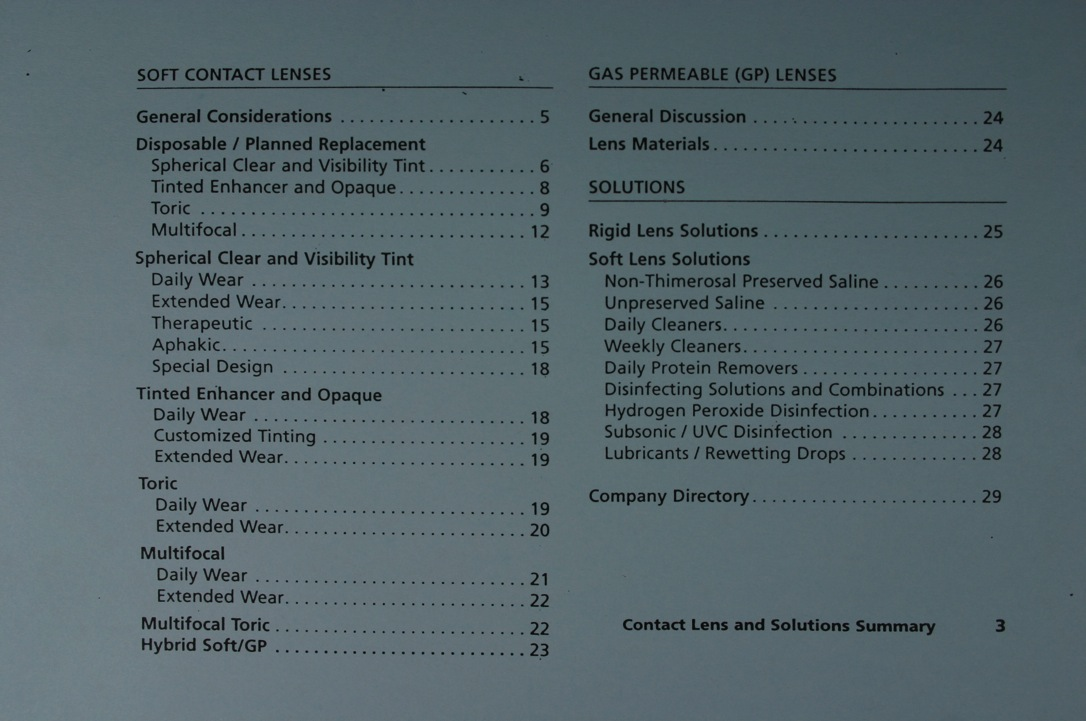 SOFT CONTACT LENSES
General Considerations . . . . . . . . . . . . . . . . . . . . 5
Disposable / Planned Replacement
Spherical Clear and Visibility Tint . . . . . . . . . . . 6
Tinted Enhancer and Opaque . . . . . . . . . . . . . . 8
Toric . . . . . . . . . . . . . . . . . . . . . . . . . . . . . . . . . . 9
Multifocal . . . . . . . . . . . . . . . . . . . . . . . . . . . . . 12
Spherical Clear and Visibility Tint
Daily Wear . . . . . . . . . . . . . . . . . . . . . . . . . . . . 13
Extended Wear . . . . . . . . . . . . . . . . . . . . . . . . . 15
Therapeutic . . . . . . . . . . . . . . . . . . . . . . . . . . . 15
Aphakic . . . . . . . . . . . . . . . . . . . . . . . . . . . . . . . 15
Special Design . . . . . . . . . . . . . . . . . . . . . . . . . 18
Tinted Enhancer and Opaque
Daily Wear . . . . . . . . . . . . . . . . . . . . . . . . . . . . 18
Customized Tinting . . . . . . . . . . . . . . . . . . . . . 19
Extended Wear . . . . . . . . . . . . . . . . . . . . . . . . . 19
Toric
Daily Wear . . . . . . . . . . . . . . . . . . . . . . . . . . . . 19
Extended Wear . . . . . . . . . . . . . . . . . . . . . . . . . 20
Multifocal
Daily Wear . . . . . . . . . . . . . . . . . . . . . . . . . . . . 21
Extended Wear . . . . . . . . . . . . . . . . . . . . . . . . . 22
Multifocal Toric . . . . . . . . . . . . . . . . . . . . . . . . . . 22
Hybrid Soft/GP . . . . . . . . . . . . . . . . . . . . . . . . . . 23
GAS PERMEABLE (GP) LENSES
General Discussion . . . . . . . . . . . . . . . . . . . . . . . 24
Lens Materials . . . . . . . . . . . . . . . . . . . . . . . . . . . 24
SOLUTIONS
Rigid Lens Solutions . . . . . . . . . . . . . . . . . . . . . . 25
Soft Lens Solutions
Non-Thimerosal Preserved Saline . . . . . . . . . . 26
Unpreserved Saline . . . . . . . . . . . . . . . . . . . . . 26
Daily Cleaners . . . . . . . . . . . . . . . . . . . . . . . . . . 26
Weekly Cleaners . . . . . . . . . . . . . . . . . . . . . . . . 27
Daily Protein Removers . . . . . . . . . . . . . . . . . . 27
Disinfecting Solutions and Combinations . . . 27
Hydrogen Peroxide Disinfection . . . . . . . . . . . 27
Subsonic / UVC Disinfection . . . . . . . . . . . . . . 28
Lubricants / Rewetting Drops . . . . . . . . . . . . . 28
Company Directory . . . . . . . . . . . . . . . . . . . . . . . 29
Contact Lens and Solutions Summary 3